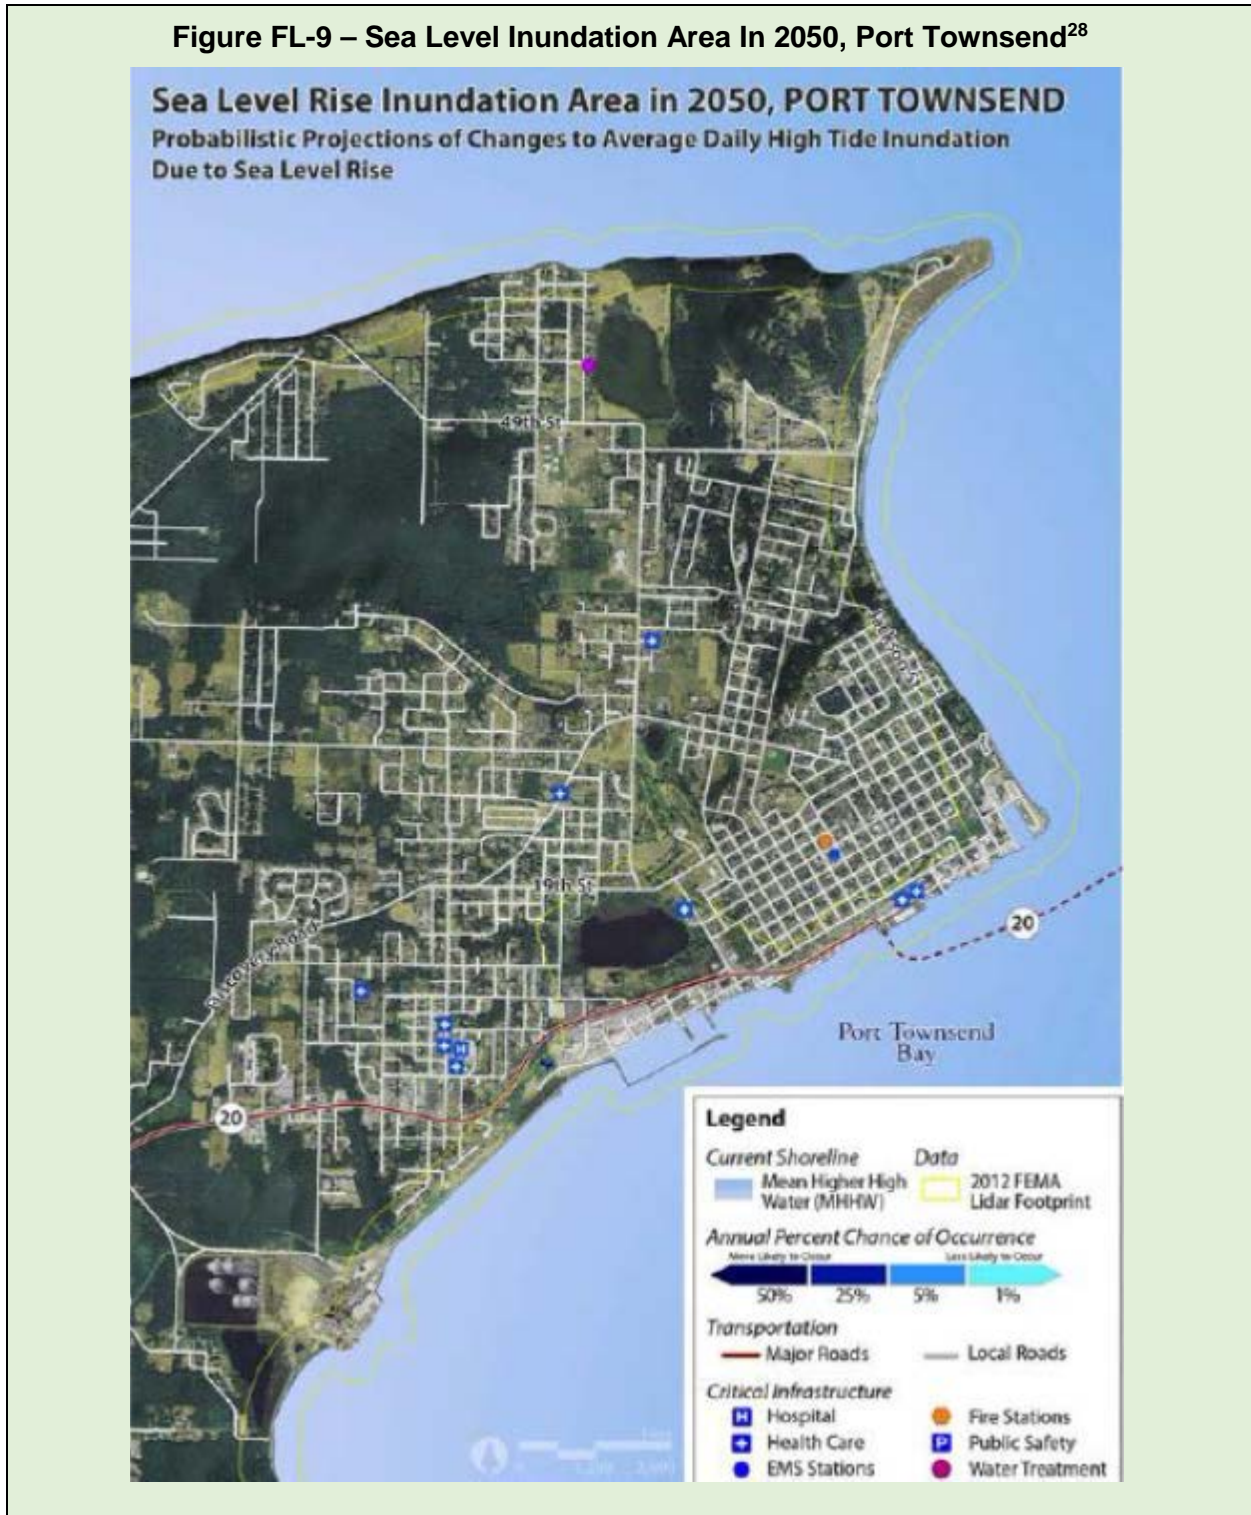 Figure FL-9 – Sea Level Inundation Area In 2050, Port Townsend28
Sea Level Rise Inundation Area in 2050, PORT TOWNSEND
Probabilistic Projections of Changes to Average Daily High Tide Inundation
Due to Sea Level Rise
49th St
19th St
Discovery Road
20
20
Port Townsend
Bay
Legend
Current Shoreline
Mean Higher High
Water (MHHW)
Data
2012 FEMA
Lidar Footprint
Annual Percent Chance of Occurrence
More Likely to Occur
Less Likely to Occur
50%
25%
5%
1%
Transportation
Major Roads
Local Roads
Critical Infrastructure
H Hospital
Health Care
EMS Stations
Fire Stations
P Public Safety
Water Treatment